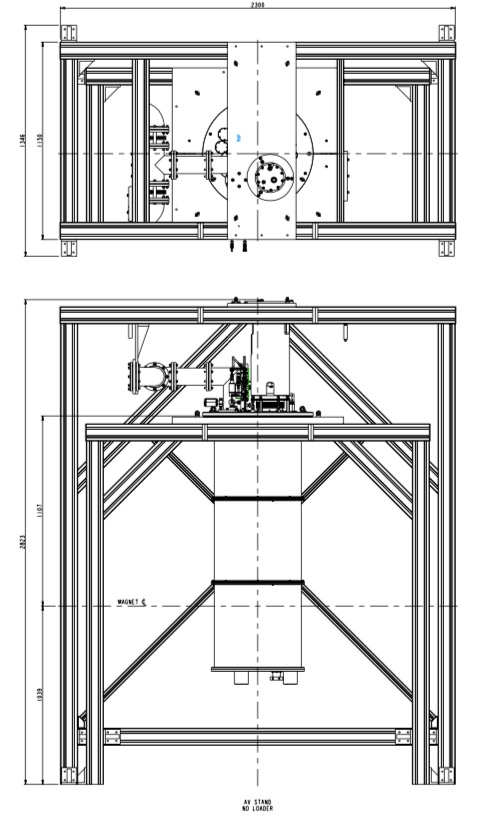 2300
1346
1150
2823
1107
MAGNET ℄
1039
AV STAND
NO LOADER